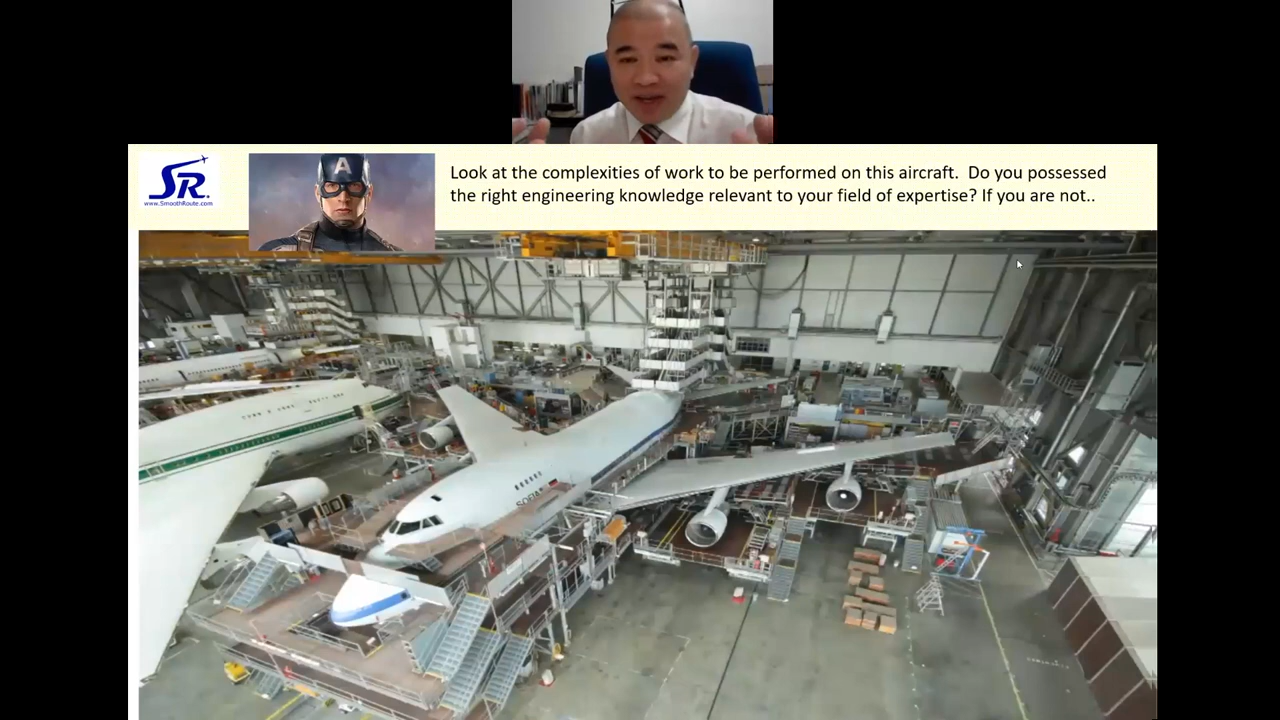 SR.
www.SmoothRoute.com
A
Look at the complexities of work to be performed on this aircraft. Do you possessed
the right engineering knowledge relevant to your field of expertise? If you are not..
SOFIA